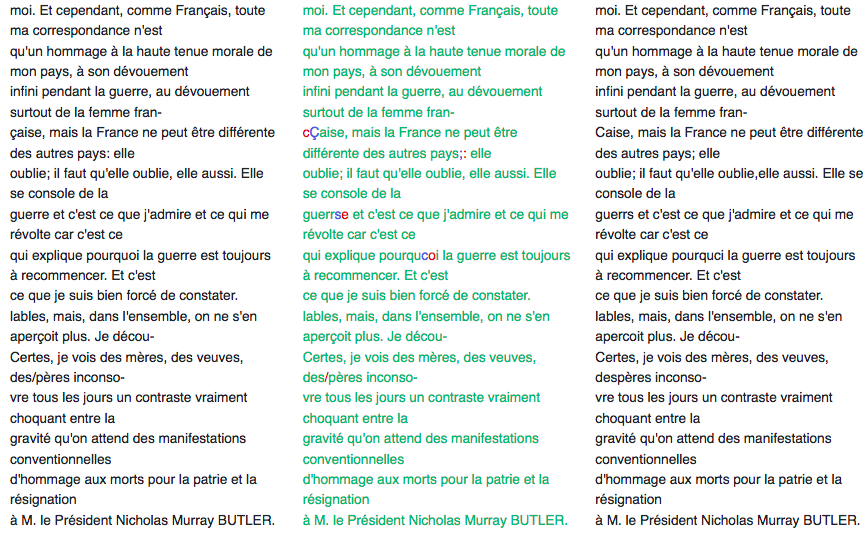 moi. Et cependant, comme Français, toute
ma correspondance n'est
qu'un hommage à la haute tenue morale de
mon pays, à son dévouement
infini pendant la guerre, au dévouement
surtout de la femme fran-
çaise, mais la France ne peut être différente
des autres pays: elle
oublie; il faut qu'elle oublie, elle aussi. Elle
se console de la
guerre et c'est ce que j'admire et ce qui me
révolte car c'est ce
qui explique pourquoi la guerre est toujours
à recommencer. Et c'est
ce que je suis bien forcé de constater.
lables, mais, dans l'ensemble, on ne s'en
aperçoit plus. Je décou-
Certes, je vois des mères, des veuves,
des/pères inconso-
vre tous les jours un contraste vraiment
choquant entre la
gravité qu'on attend des manifestations
conventionnelles
d'hommage aux morts pour la patrie et la
résignation
à M. le Président Nicholas Murray BUTLER.
moi. Et cependant, comme Français, toute
ma correspondance n'est
qu'un hommage à la haute tenue morale de
mon pays, à son dévouement
infini pendant la guerre, au dévouement
surtout de la femme fran-
cÇaise, mais la France ne peut être
différente des autres pays;: elle
oublie; il faut qu'elle oublie, elle aussi. Elle
se console de la
guerrse et c'est ce que j'admire et ce qui me
révolte car c'est ce
qui explique pourqucoi la guerre est toujours
à recommencer. Et c'est
ce que je suis bien forcé de constater.
lables, mais, dans l'ensemble, on ne s'en
aperçoit plus. Je décou-
Certes, je vois des mères, des veuves,
des/pères inconso-
vre tous les jours un contraste vraiment
choquant entre la
gravité qu'on attend des manifestations
conventionnelles
d'hommage aux morts pour la patrie et la
résignation
à M. le Président Nicholas Murray BUTLER.
moi. Et cependant, comme Français, toute
ma correspondance n'est
qu'un hommage à la haute tenue morale de
mon pays, à son dévouement
infini pendant la guerre, au dévouement
surtout de la femme fran-
Caise, mais la France ne peut être différente
des autres pays; elle
oublie; il faut qu'elle oublie,elle aussi.Elle se
console de la
guerrs et c'est ce que j'admire et ce qui me
révolte car c'est ce
qui explique pourquci la guerre est toujours
à recommencer. Et c'est
ce que je suis bien forcé de constater.
lables, mais, dans l'ensemble, on ne s'en
apercoit plus. Je décou-
Certes, je vois des mères, des veuves,
despères inconso-
vre tous les jours un contraste vraiment
choquant entre la
gravité qu'on attend des manifestations
conventionnelles
d'hommage aux morts pour la patrie et la
résignation
à M. le Président Nicholas Murray BUTLER.